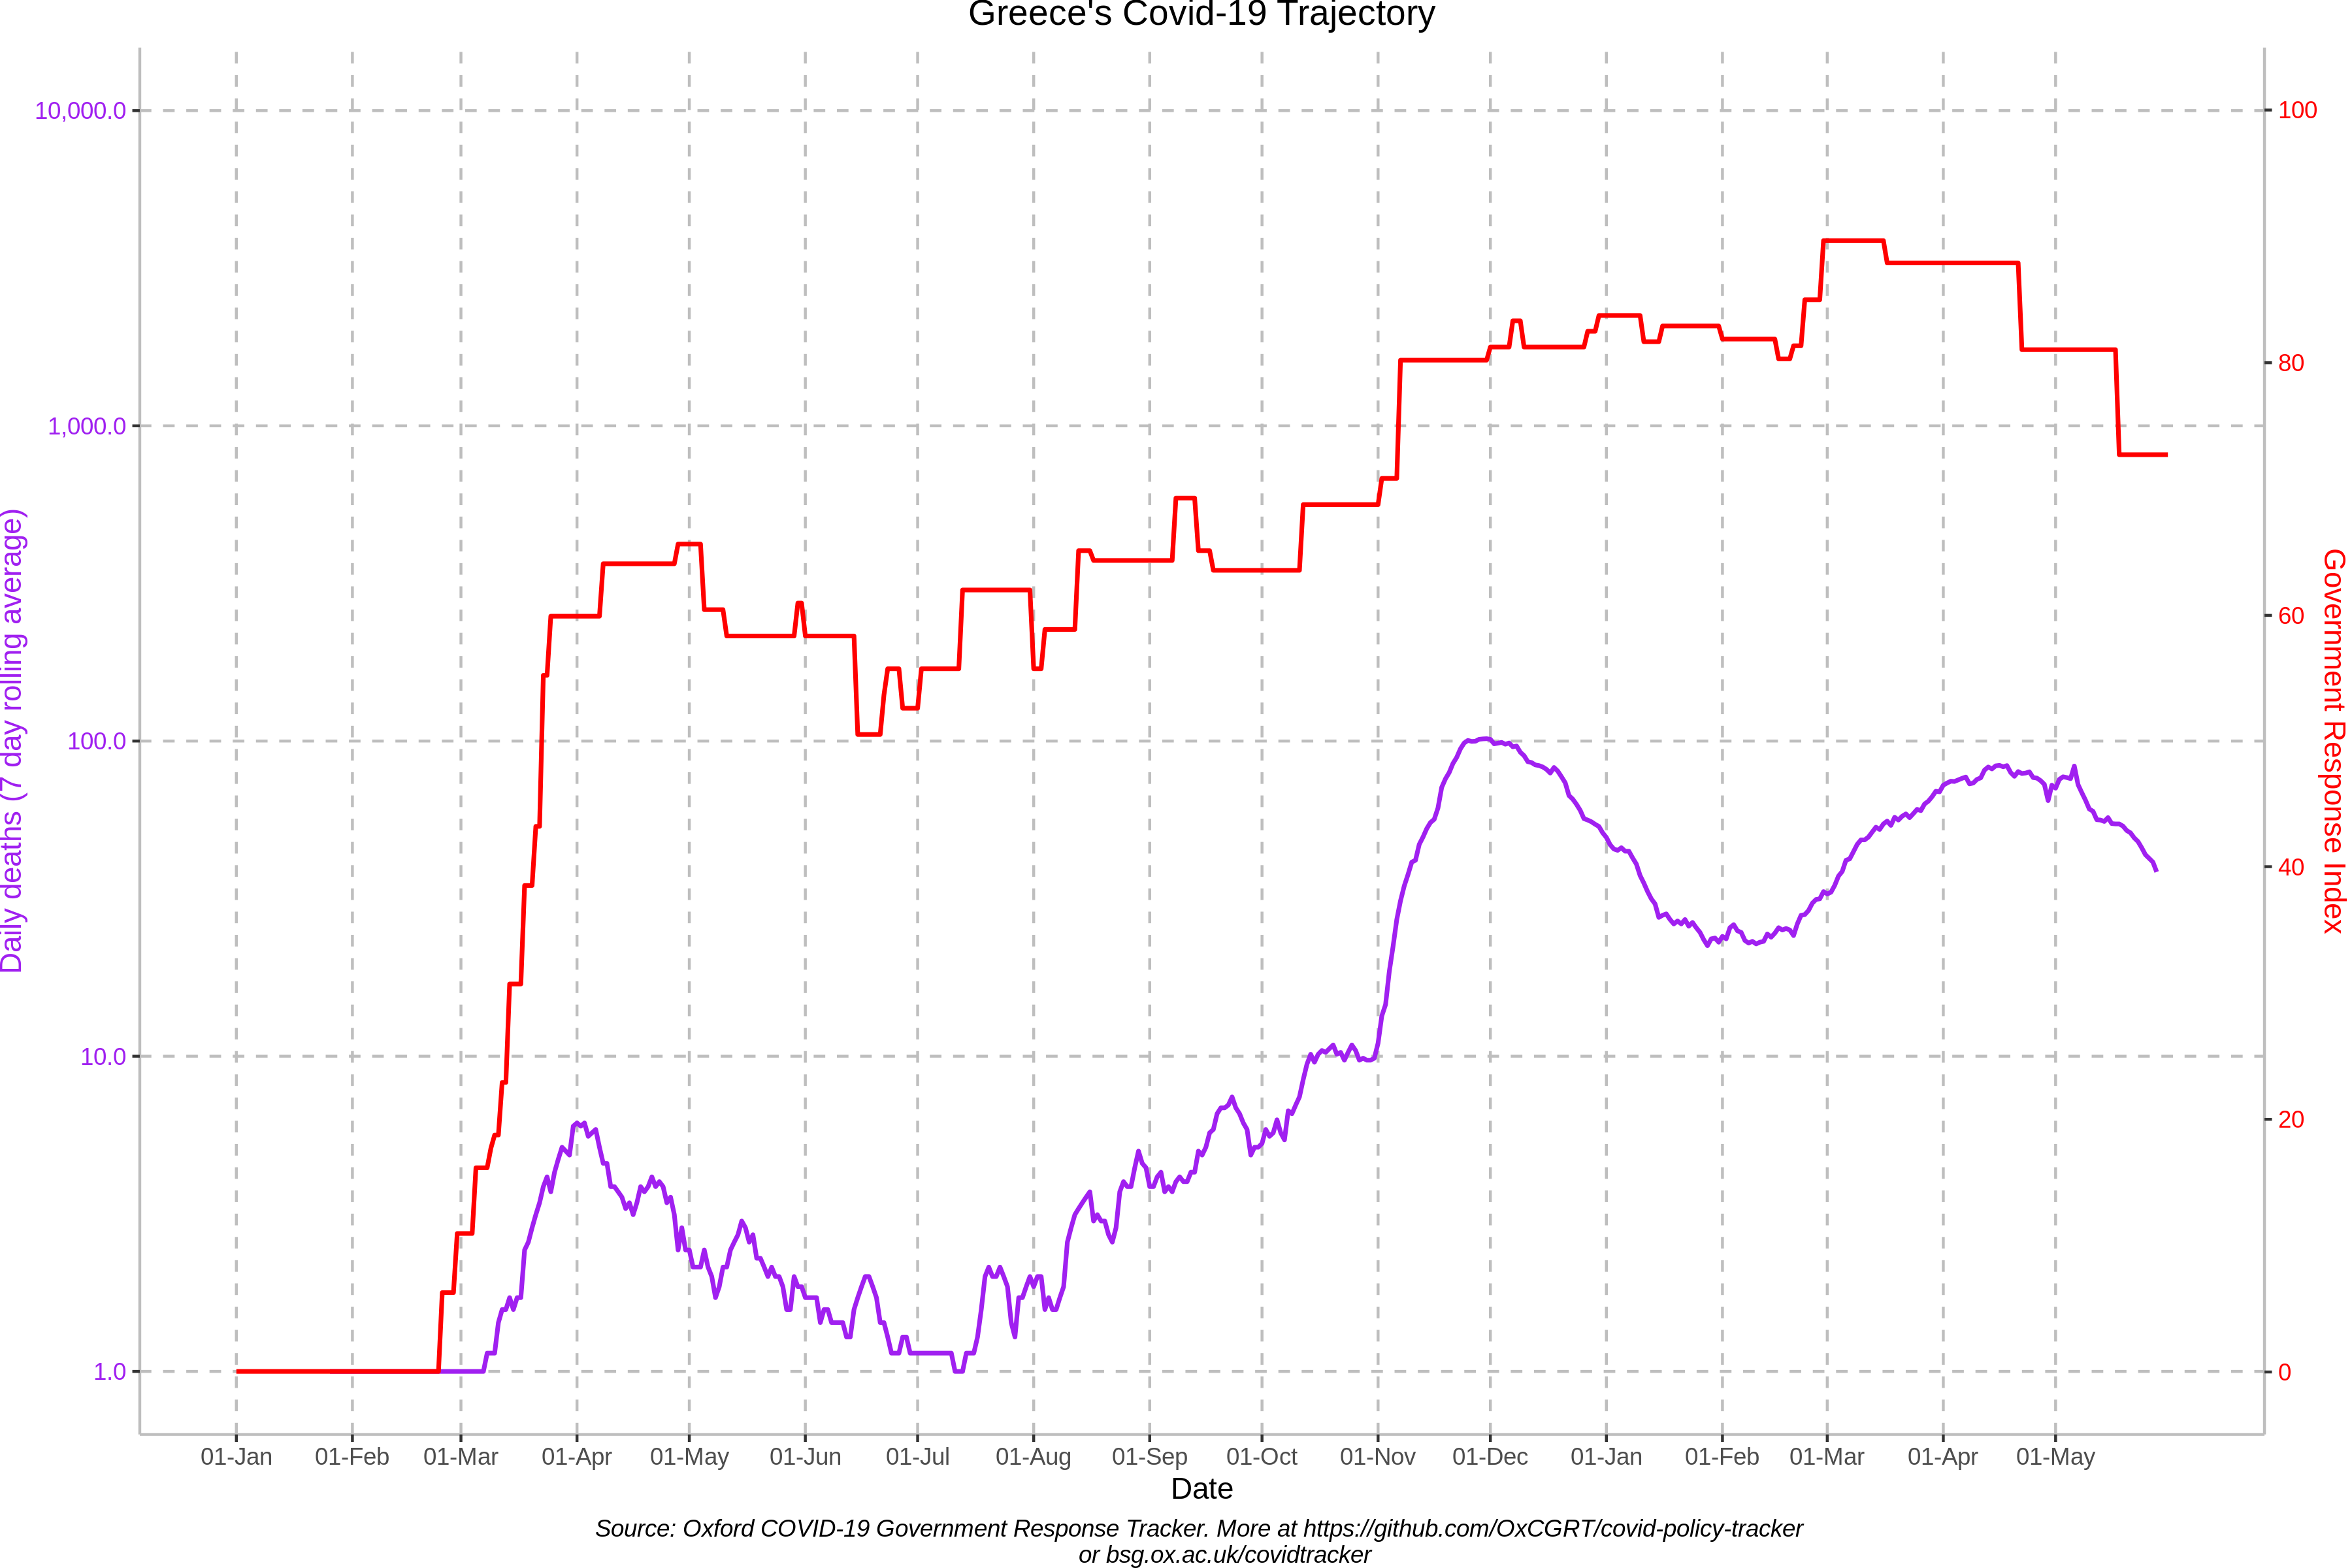 Greece's Covid-19 Trajectory
10,000.0
1,000.0
100.0
10.0
1.0
Daily deaths (7 day rolling average)
100
80
60
40
20
0
Government Response Index
01-Jan 01-Feb 01-Mar 01-Apr 01-May 01-Jun 01-Jul 01-Aug 01-Sep 01-Oct 01-Nov 01-Dec 01-Jan 01-Feb 01-Mar 01-Apr 01-May
Date
Source: Oxford COVID-19 Government Response Tracker. More at https://github.com/OxCGRT/covid-policy-tracker
or bsg.ox.ac.uk/covidtracker